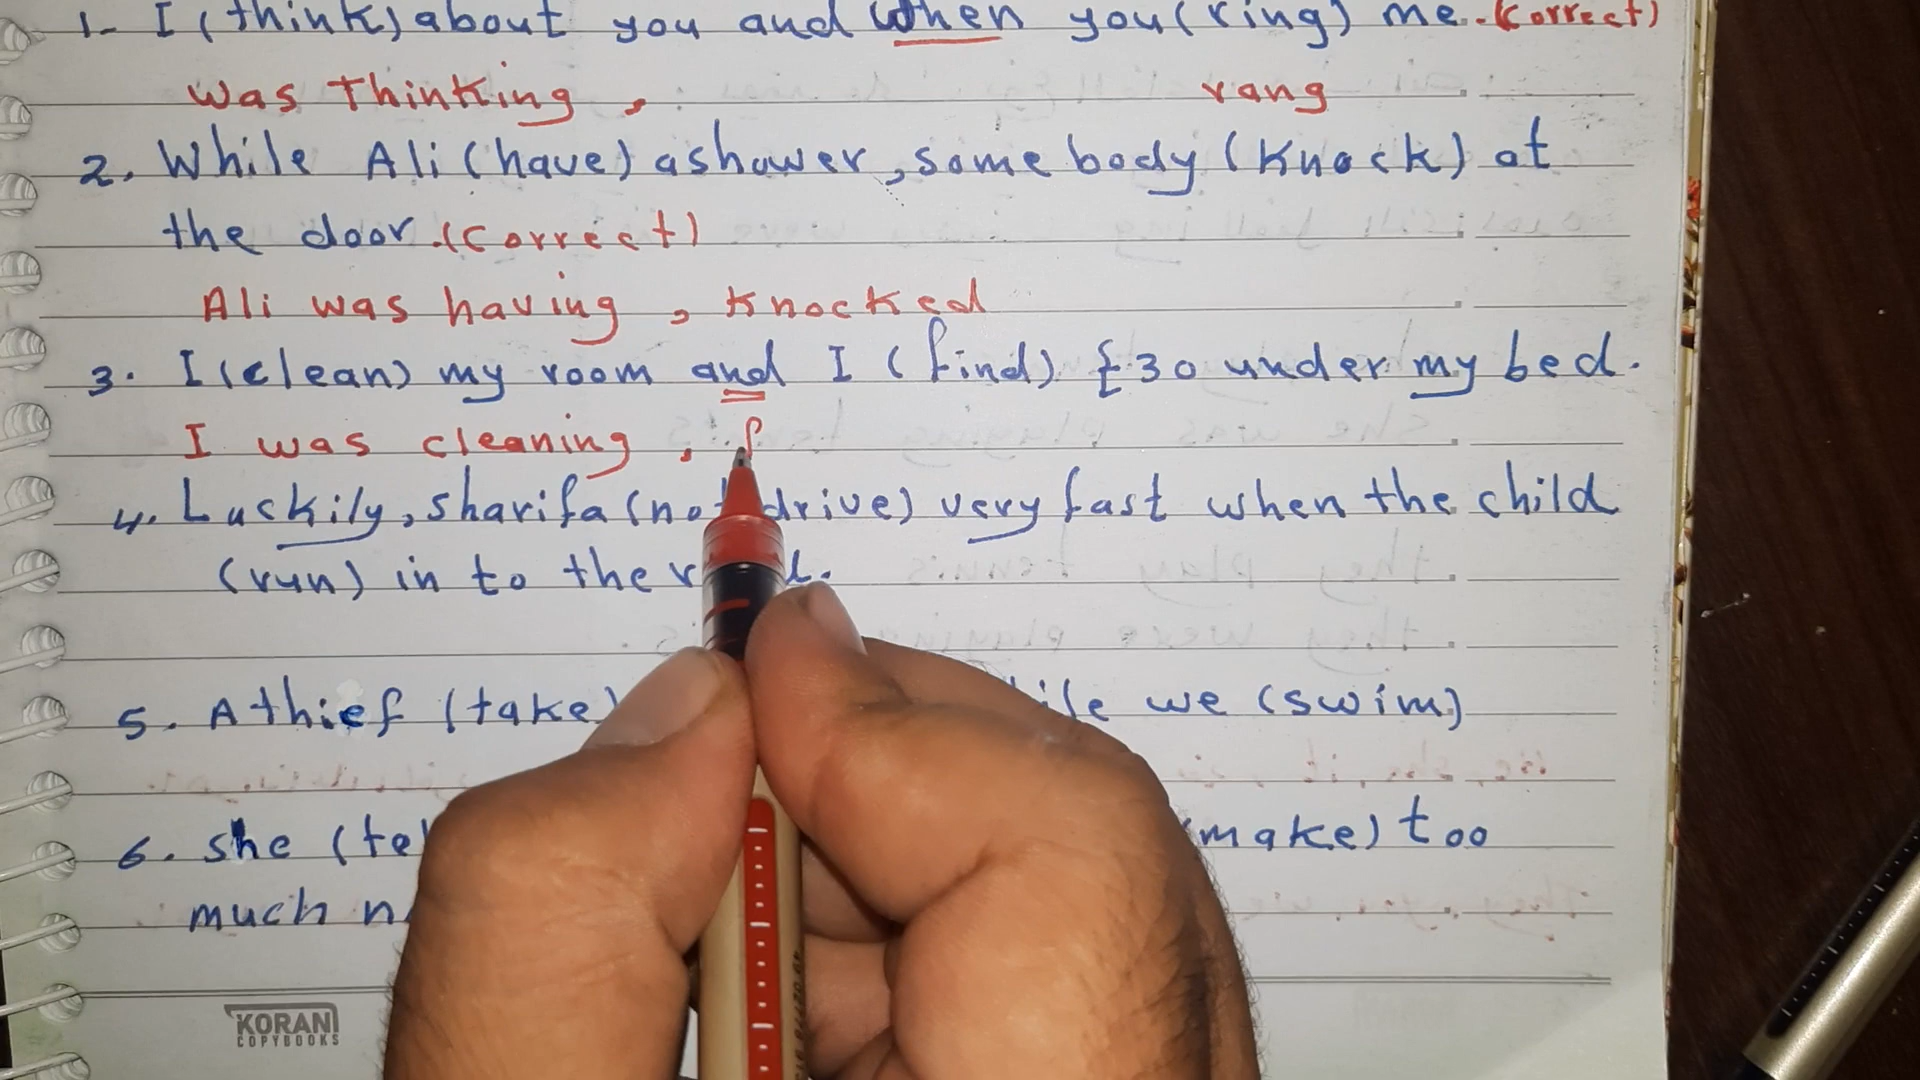 1- I (think) about you and when you (ring) me. (correct)
was Thinking, rang
2. While Ali (have) a shower, some body (knock) at
the door. (correct)
Ali was having, knocked
3. I (clean) my room and I (find) £30 under my bed.
I was cleaning, f
4. Luckily, sharifa (not drive) very fast when the child
(run) in to the
5. A thief (take) we (swim)
6. she (make) too
much
KORANI
COPYBOOKS